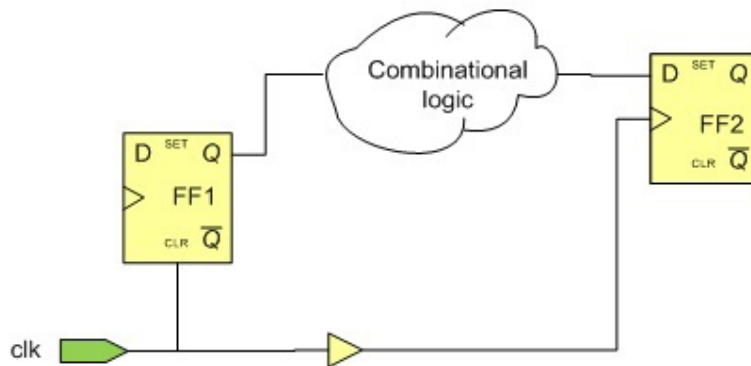 Combinational
logic
D SET Q
FF2
CLR Q
D SET Q
FF1
CLR Q
clk